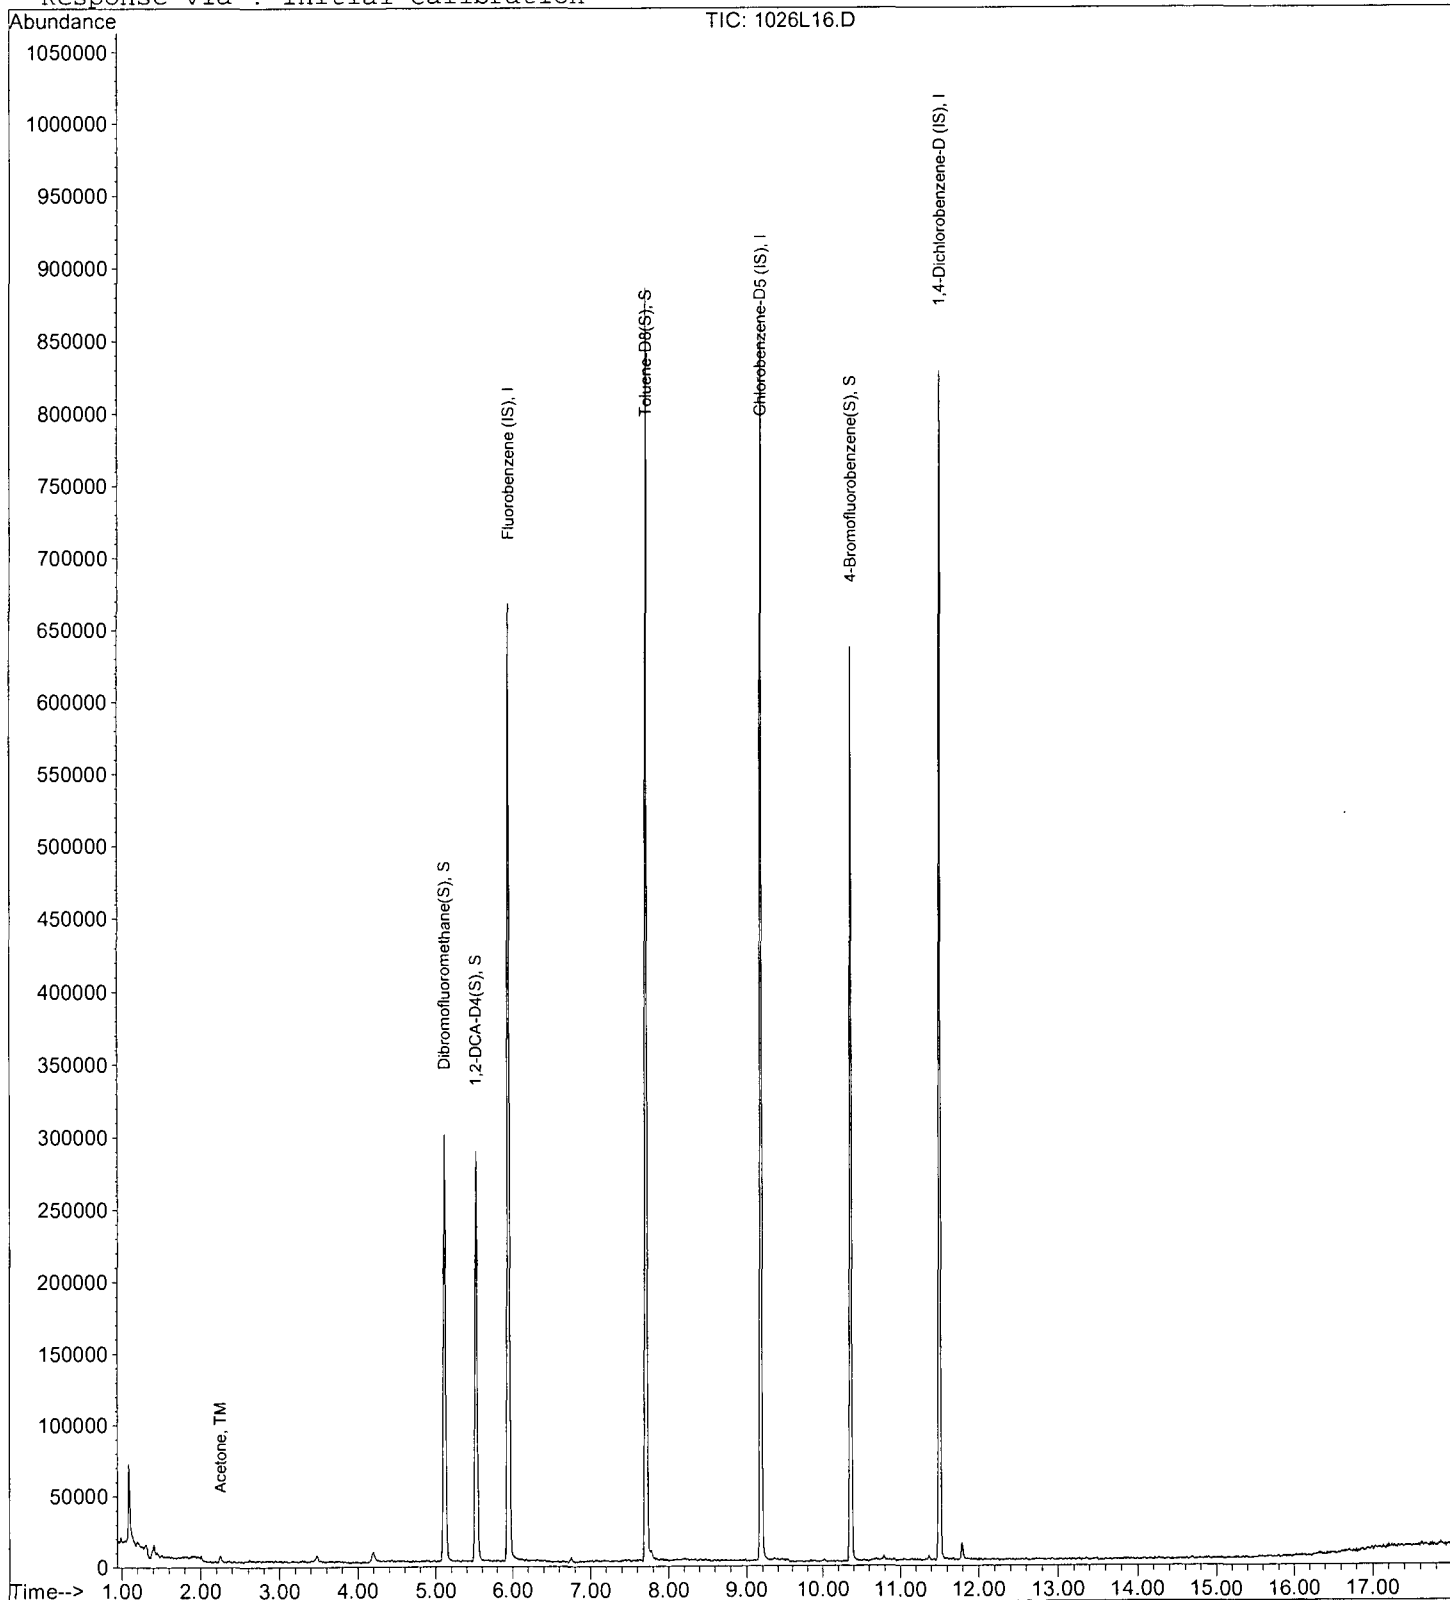 Response via : Initial Calibration
Abundance
TIC: 1026L16.D
1050000
1000000
950000
900000
850000
800000
750000
700000
650000
600000
550000
500000
450000
400000
350000
300000
250000
200000
150000
100000
50000
0
Acetone, TM
Dibromofluoromethane(S), S
1,2-DCA-D4(S), S
Fluorobenzene (IS), I
Toluene-D8(S), S
Chlorobenzene-D5 (IS), I
4-Bromofluorobenzene(S), S
1,4-Dichlorobenzene-D (IS), I
Time--> 1.00 2.00 3.00 4.00 5.00 6.00 7.00 8.00 9.00 10.00 11.00 12.00 13.00 14.00 15.00 16.00 17.00